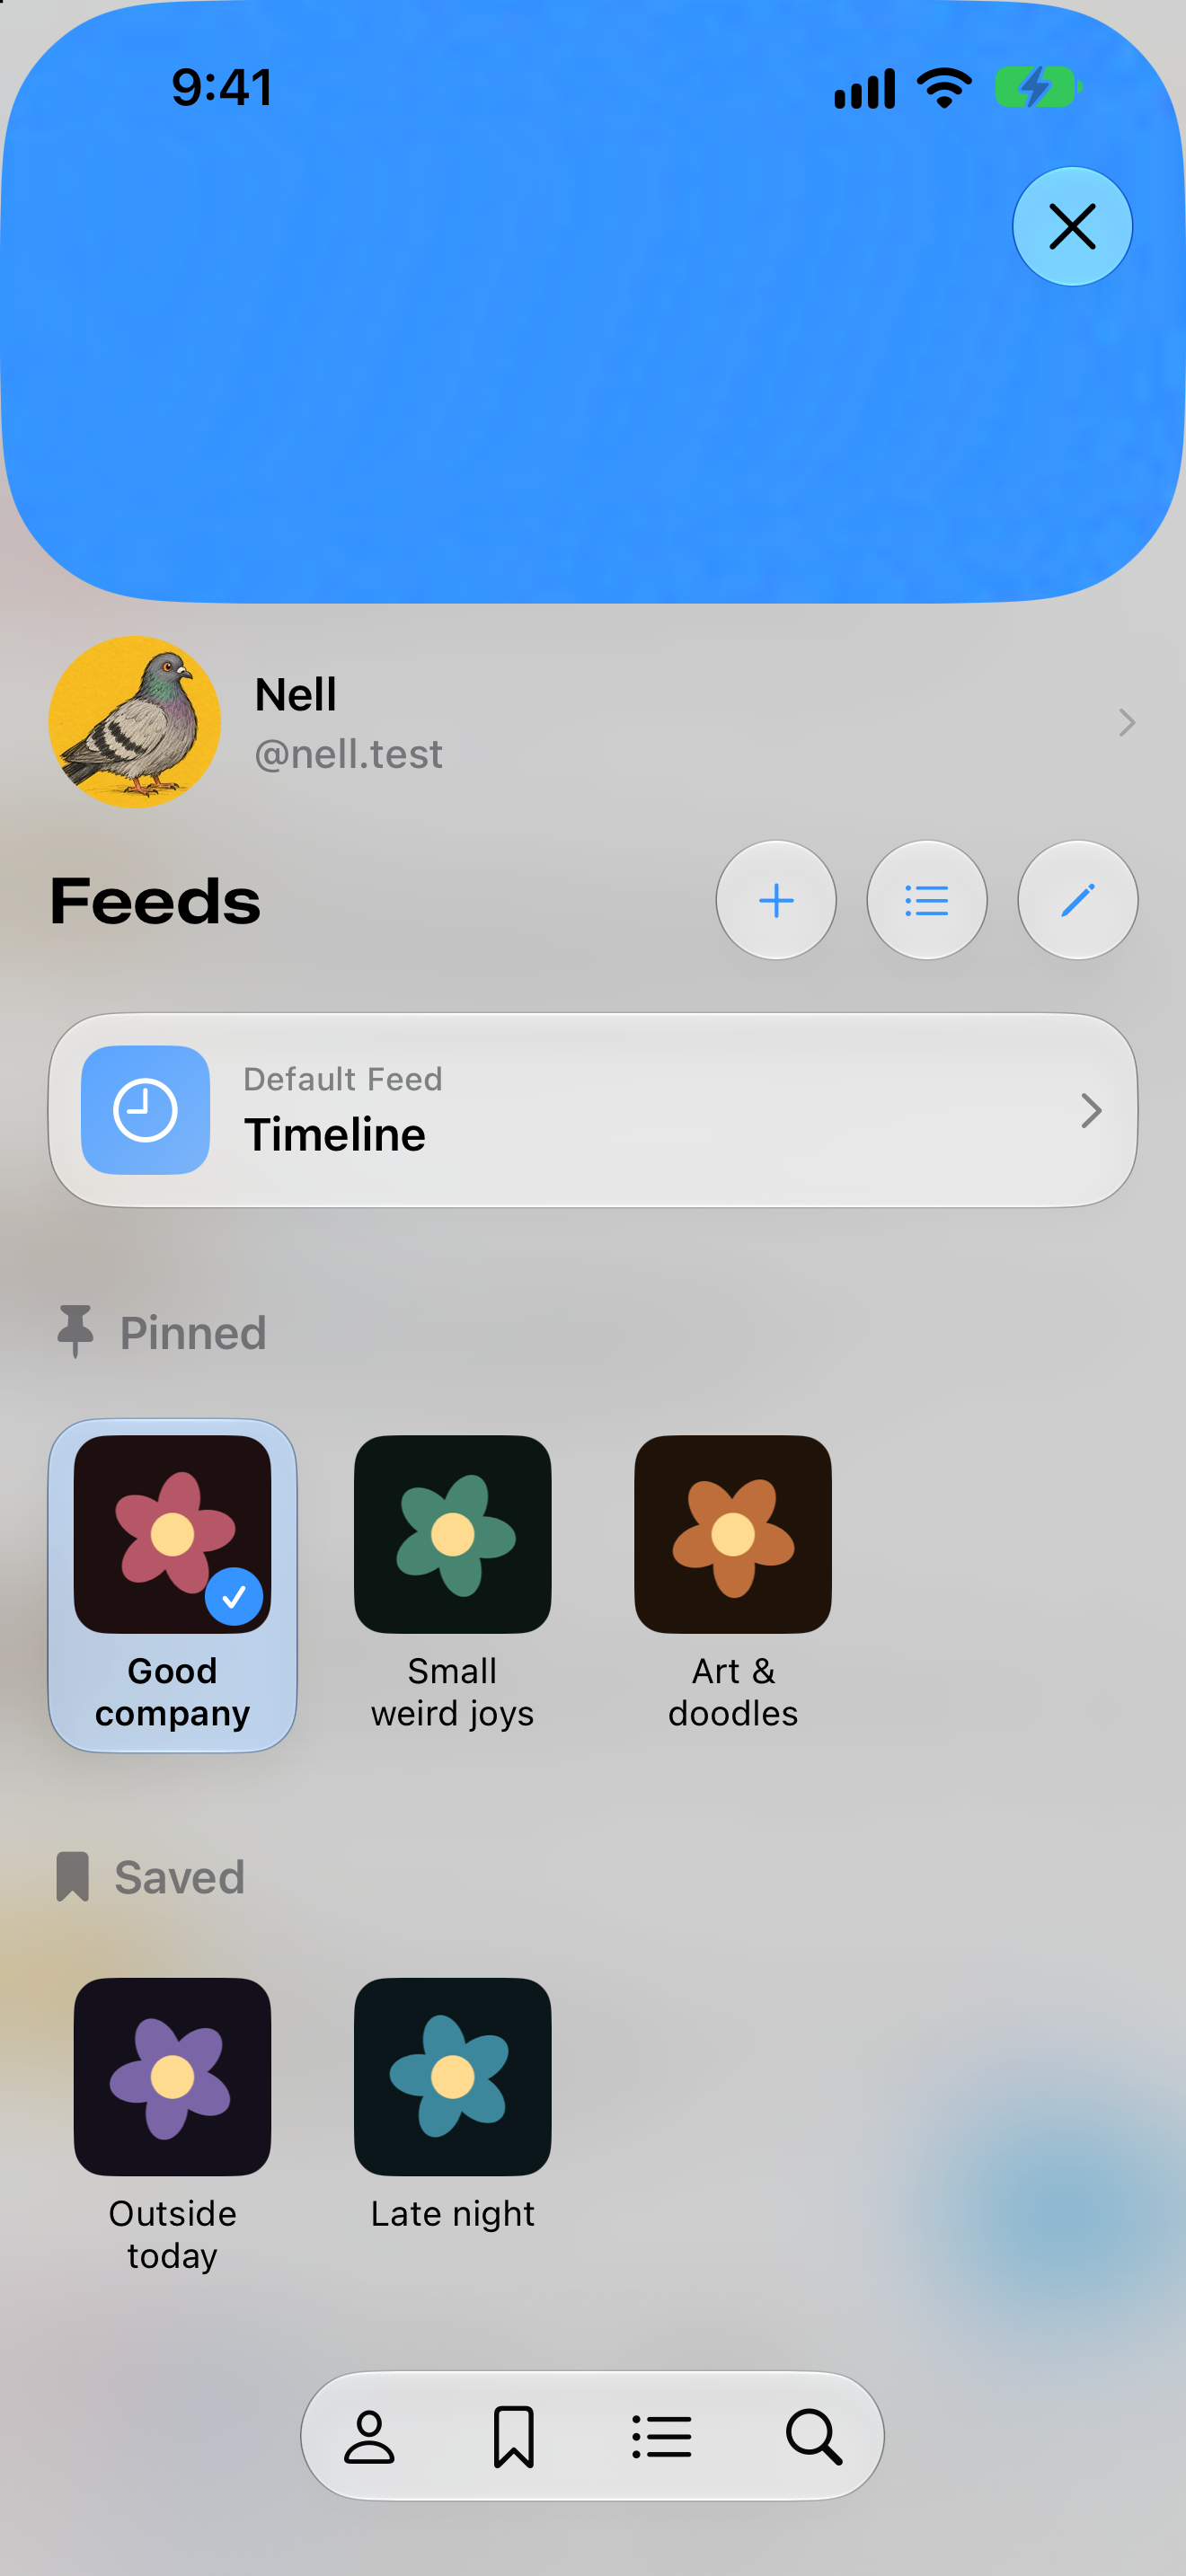 9:41
Nell
@nell.test
Feeds
Default Feed
Timeline
Pinned
Good
company
Small
weird joys
Art &
doodles
Saved
Outside
today
Late night